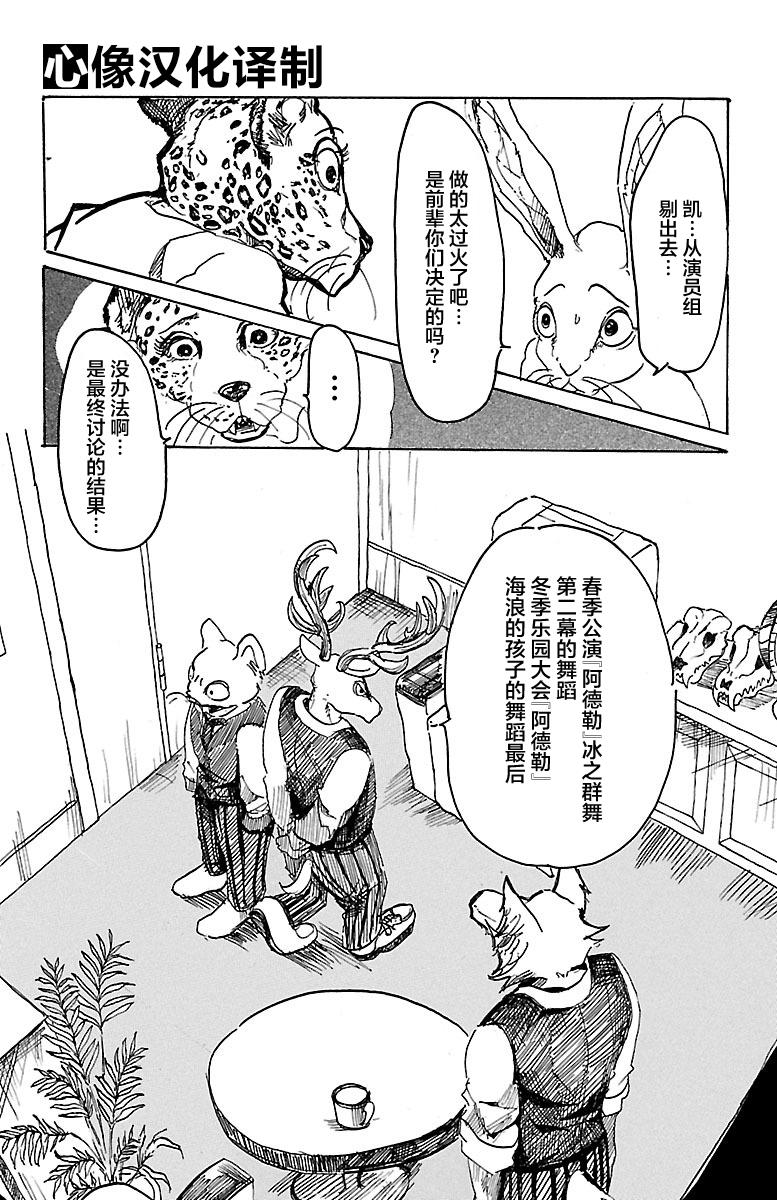 心像汉化译制
凯…从演员组
剔出去…
做的太过火了吧…
是前辈你们决定的吗？
…
没办法啊…
是最终讨论的结果…
春季公演『阿德勒』冰之群舞
第二幕的舞蹈
冬季乐园大会『阿德勒』
海浪的孩子的舞蹈最后